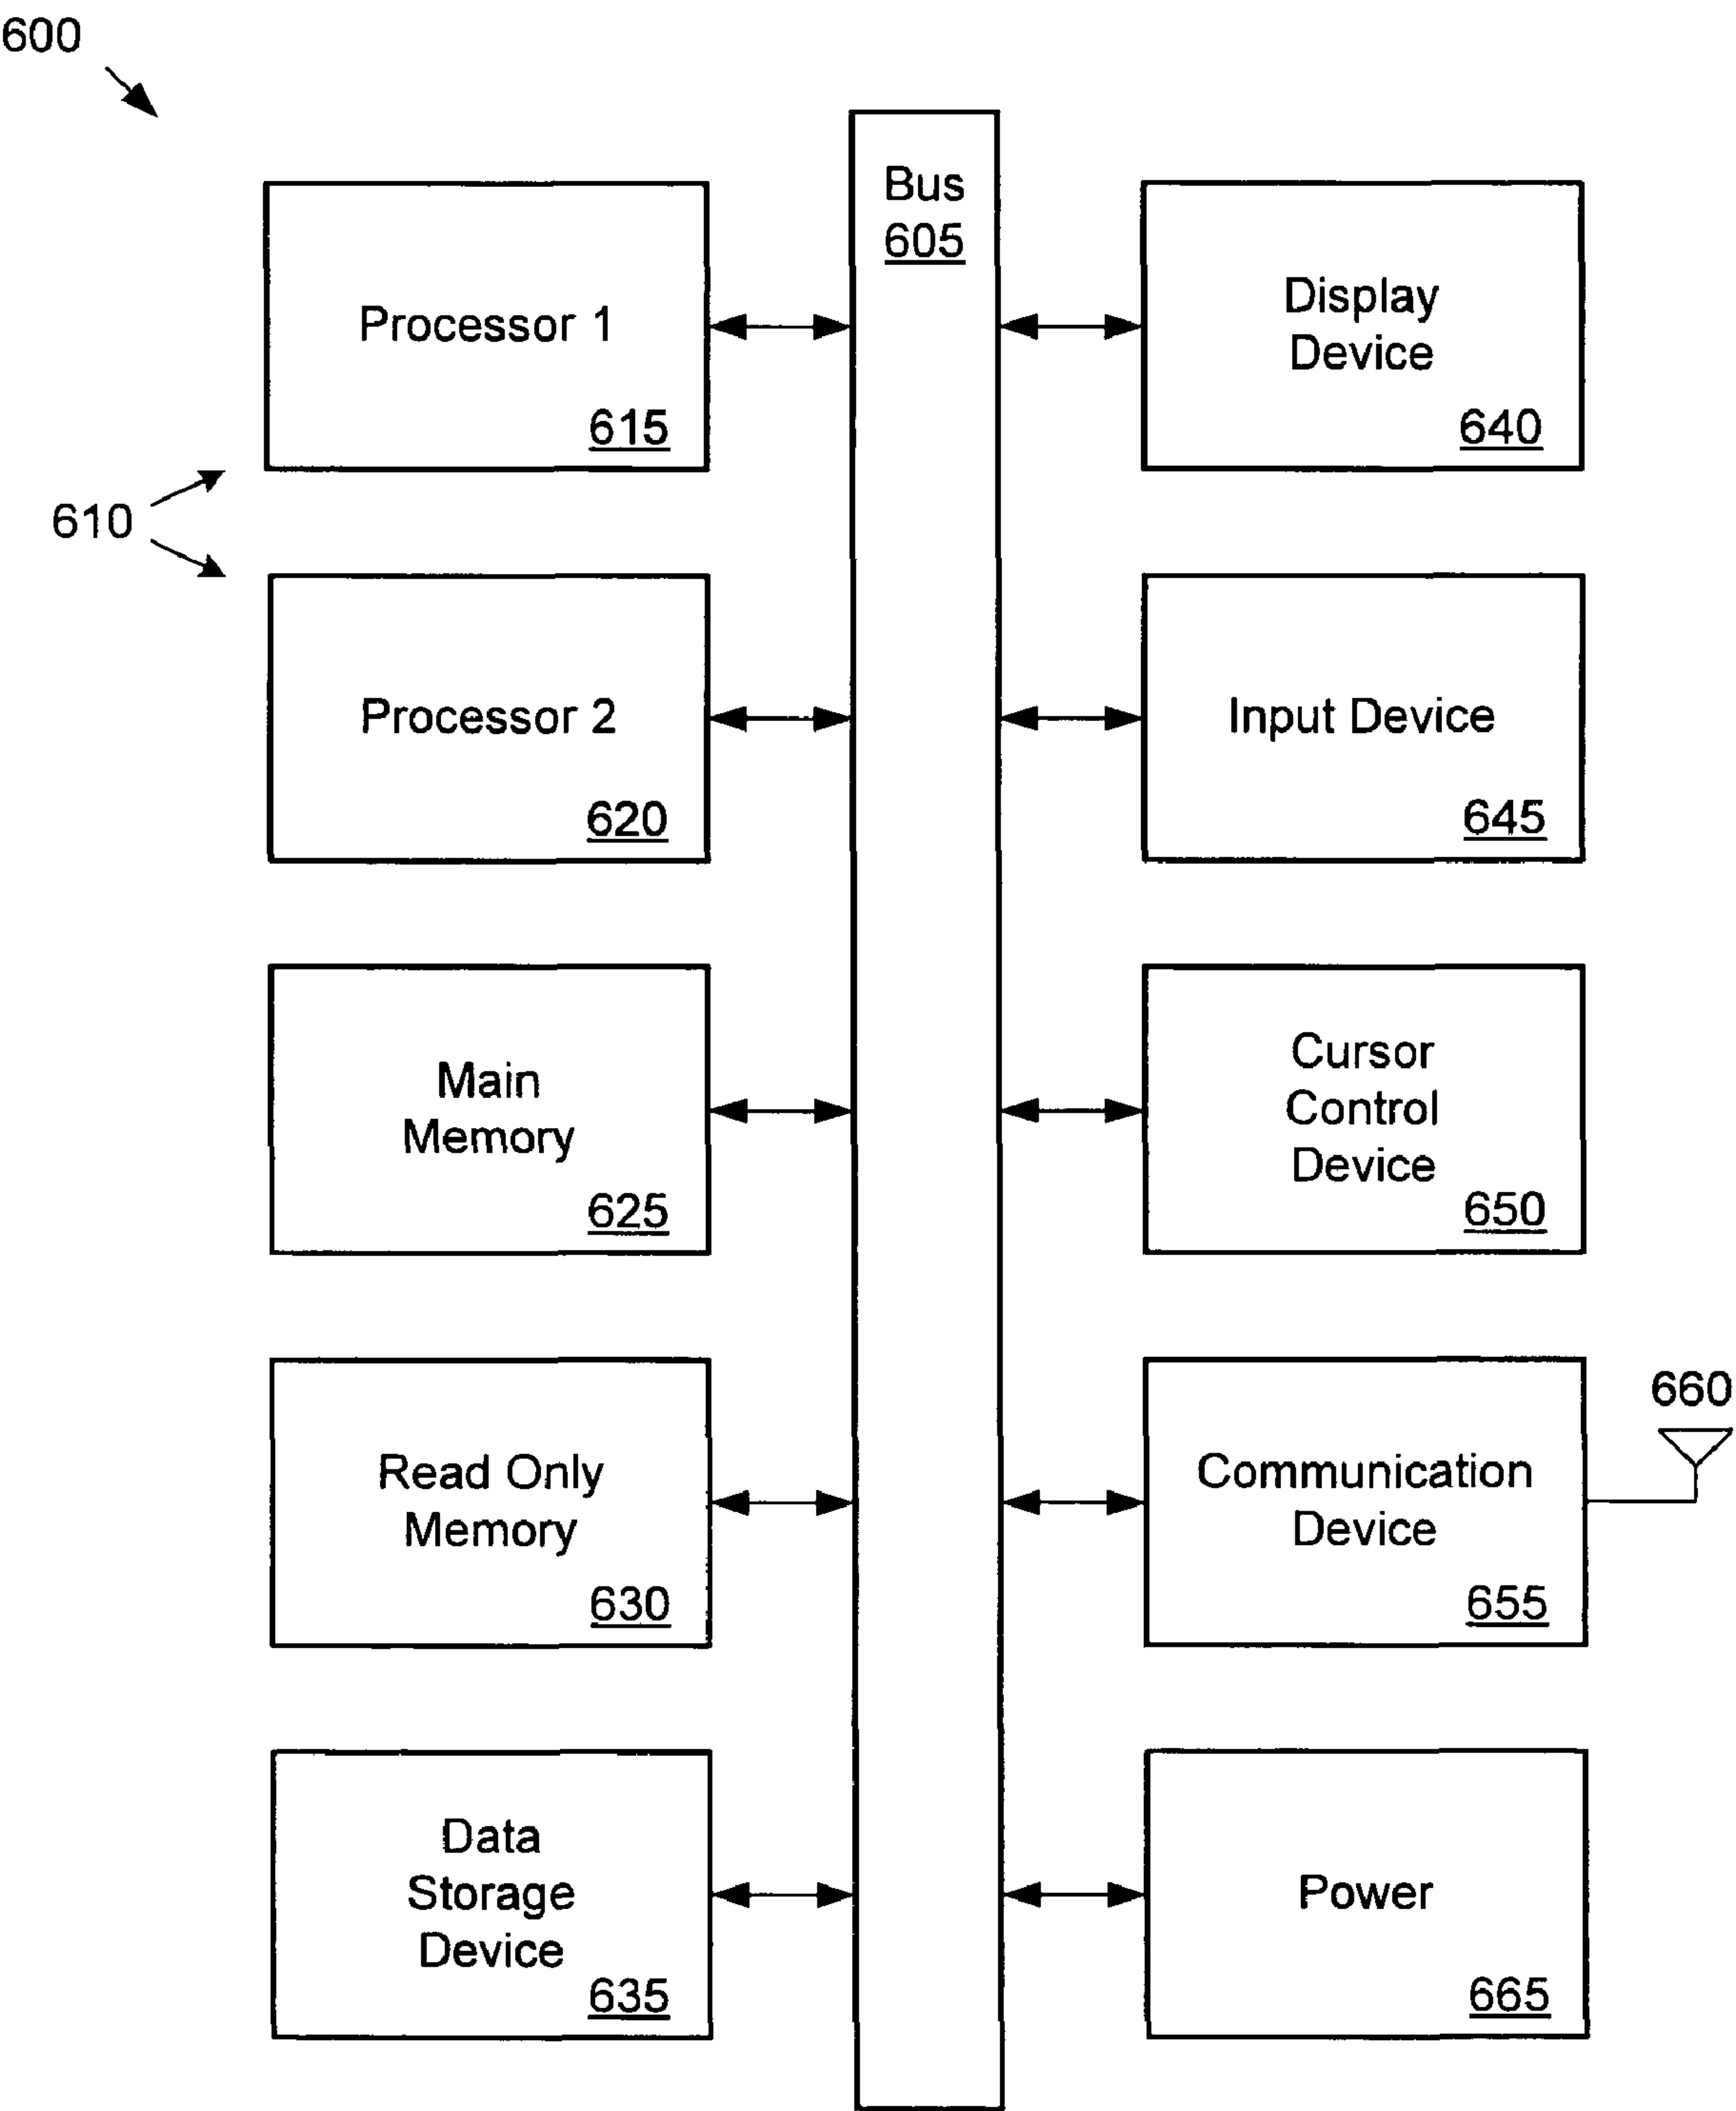 600
Bus
605
Processor 1
615
Display
Device
640
610
Processor 2
620
Input Device
645
Main
Memory
625
Cursor
Control
Device
650
Read Only
Memory
630
Communication
Device
655
660
Data
Storage
Device
635
Power
665